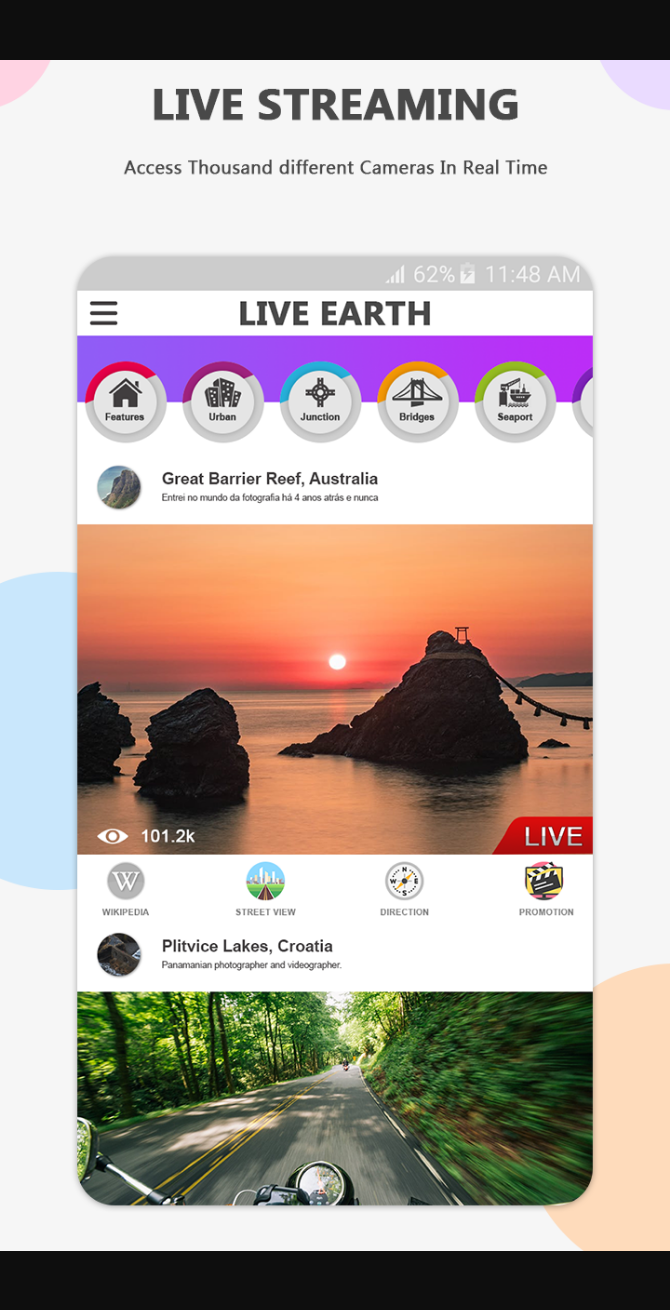 LIVE STREAMING
Access Thousand different Cameras In Real Time
62% 11:48 AM
LIVE EARTH
Features Urban Junction Bridges Seaport
Great Barrier Reef, Australia
Entrei no mundo da fotografia há 4 anos atrás e nunca
101.2k LIVE
W
N
W E
S
WIKIPEDIA STREET VIEW DIRECTION PROMOTION
Plitvice Lakes, Croatia
Panamanian photographer and videographer.